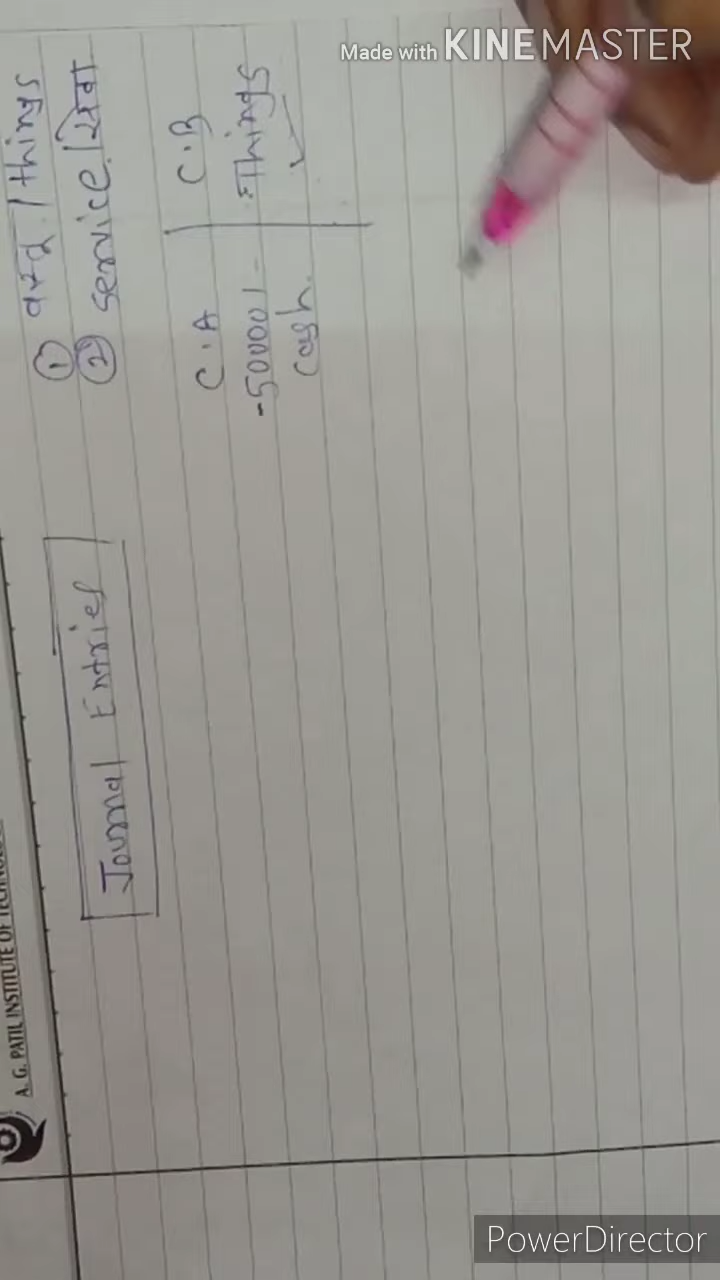 Made with KINEMASTER
A. G. PATIL INSTITUTE OF
Journal Entries
① वस्तु / things
② service / सेवा
C.A | C.B
-50000/- Things
Cash.
PowerDirector